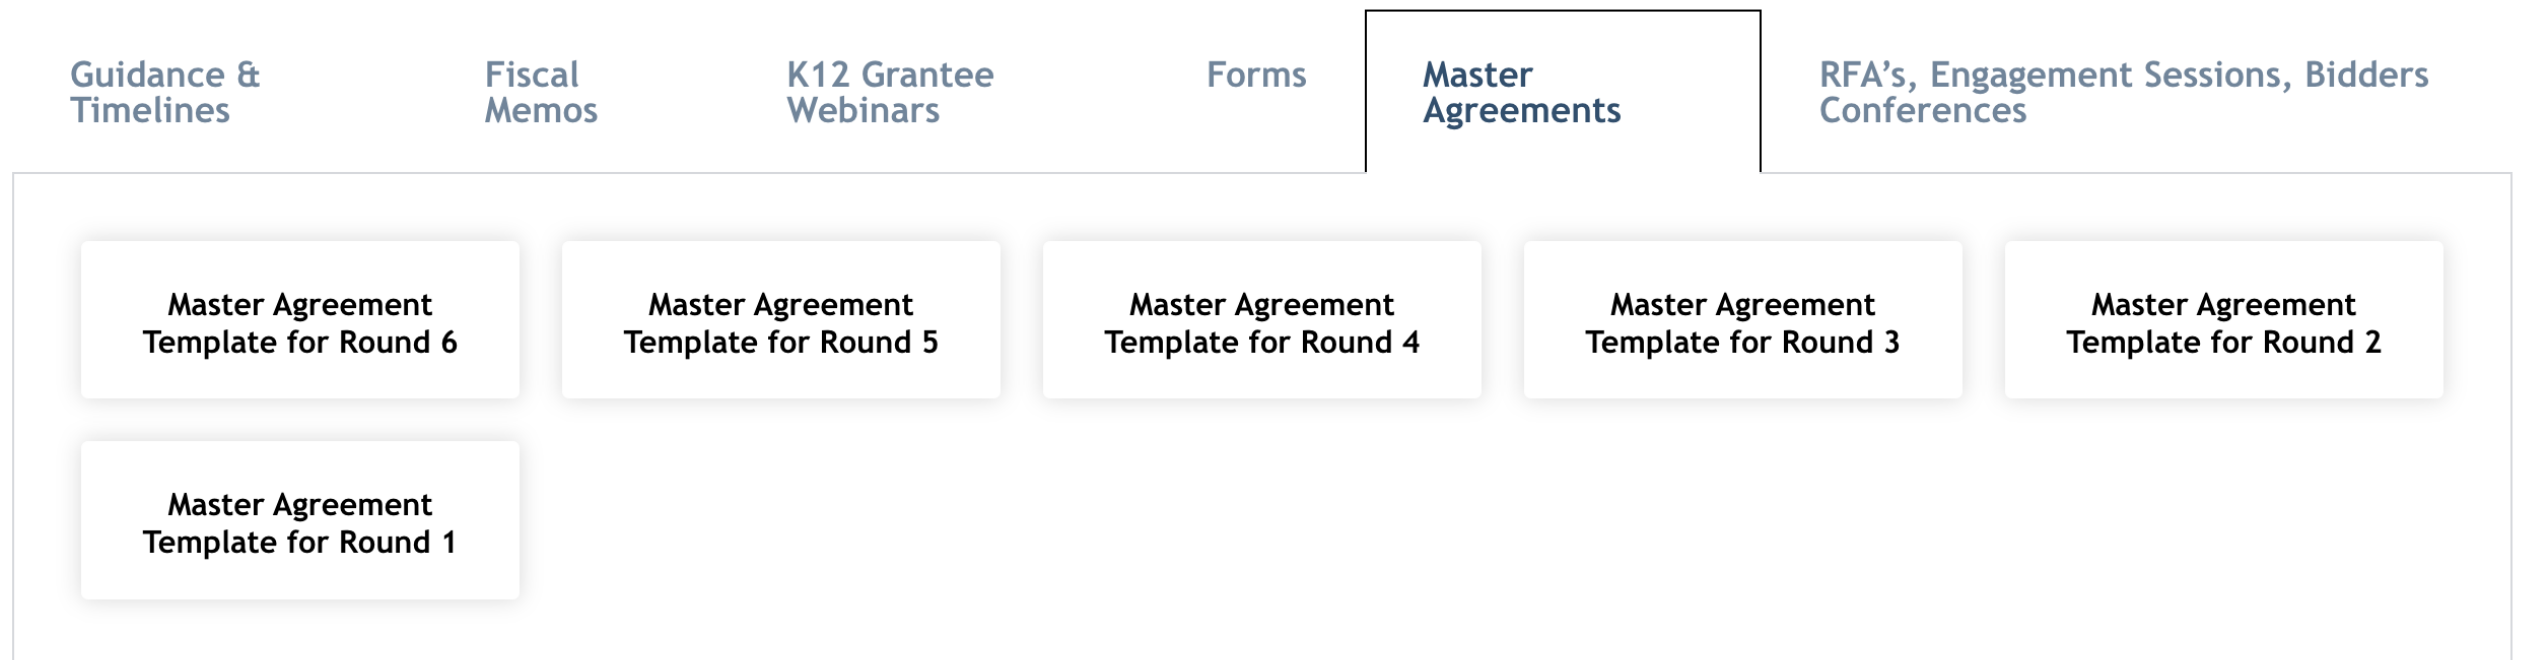 Guidance &
Timelines
Fiscal
Memos
K12 Grantee
Webinars
Forms
Master
Agreements
RFA’s, Engagement Sessions, Bidders
Conferences
Master Agreement
Template for Round 6
Master Agreement
Template for Round 5
Master Agreement
Template for Round 4
Master Agreement
Template for Round 3
Master Agreement
Template for Round 2
Master Agreement
Template for Round 1